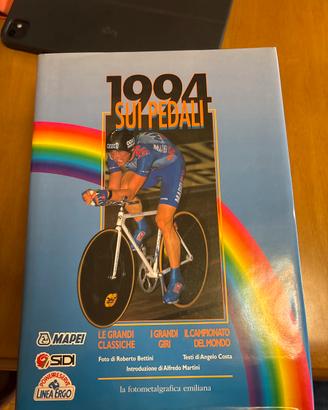 1994
SUI PEDALI
LE GRANDI CLASSICHE
I GRANDI GIRI
IL CAMPIONATO DEL MONDO
Foto di Roberto Bettini
Testi di Angelo Costa
Introduzione di Alfredo Martini
MAPEI
SIDI
LINEA ERGO
la fotometalgrafica emiliana